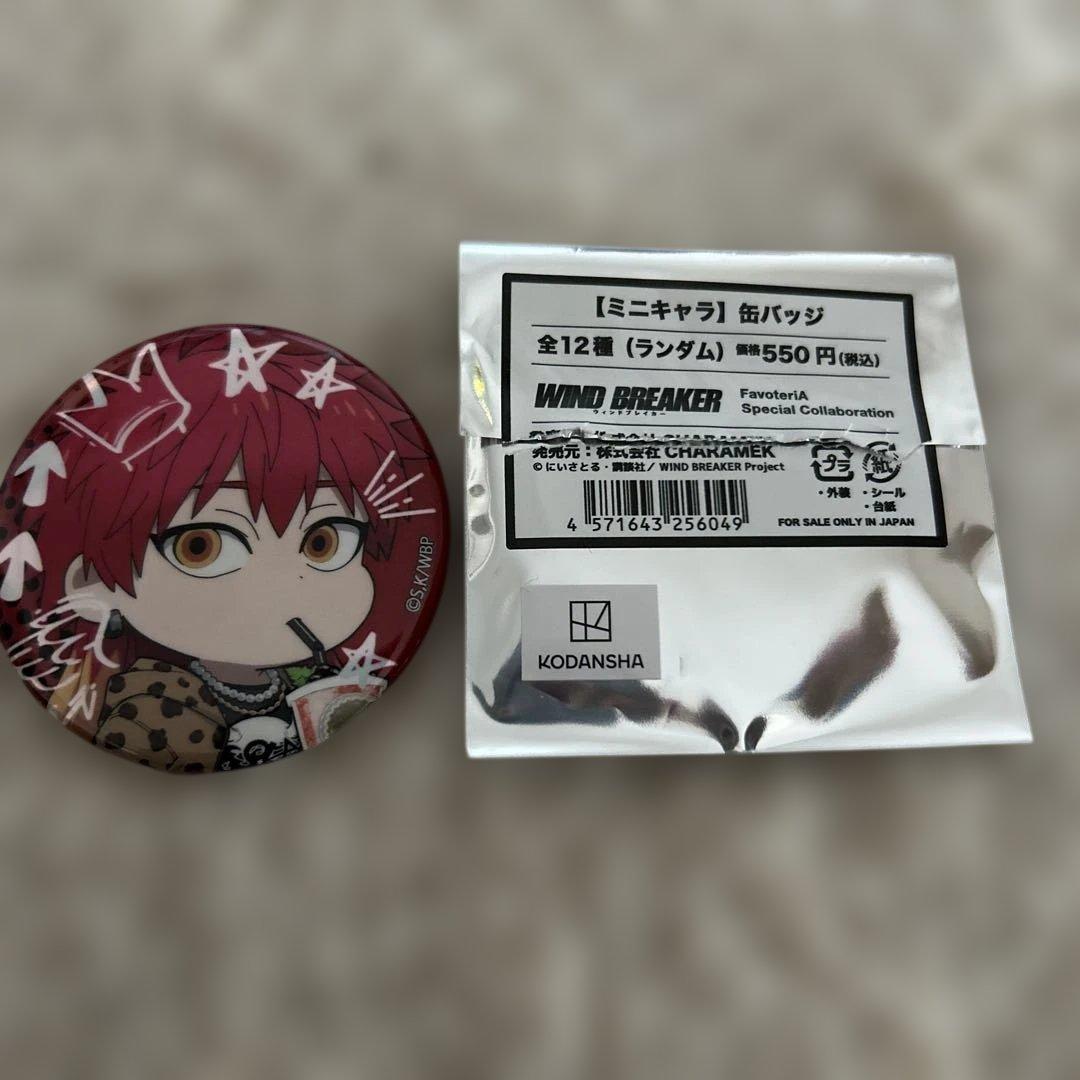 ©S,K/WBP
【ミニキャラ】缶バッジ
全12種（ランダム） 価格550円(税込)
WIND BREAKER
ウィンドブレイカー
FavoteriA
Special Collaboration
発売元：株式会社 CHARAMEK
©にいさとる・講談社/ WIND BREAKER Project
プラ
紙
・外装 ・シール
・台紙
4 571643 256049
FOR SALE ONLY IN JAPAN
KODANSHA